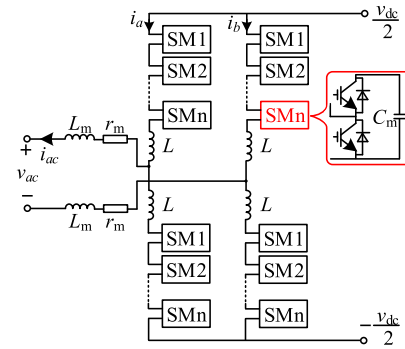 i_a i_b v_dc/2
SM1 SM1
SM2 SM2
SMn SMn C_m
L_m r_m L L
+ i_ac
v_ac
−
L_m r_m L L
SM1 SM1
SM2 SM2
SMn SMn
− v_dc/2